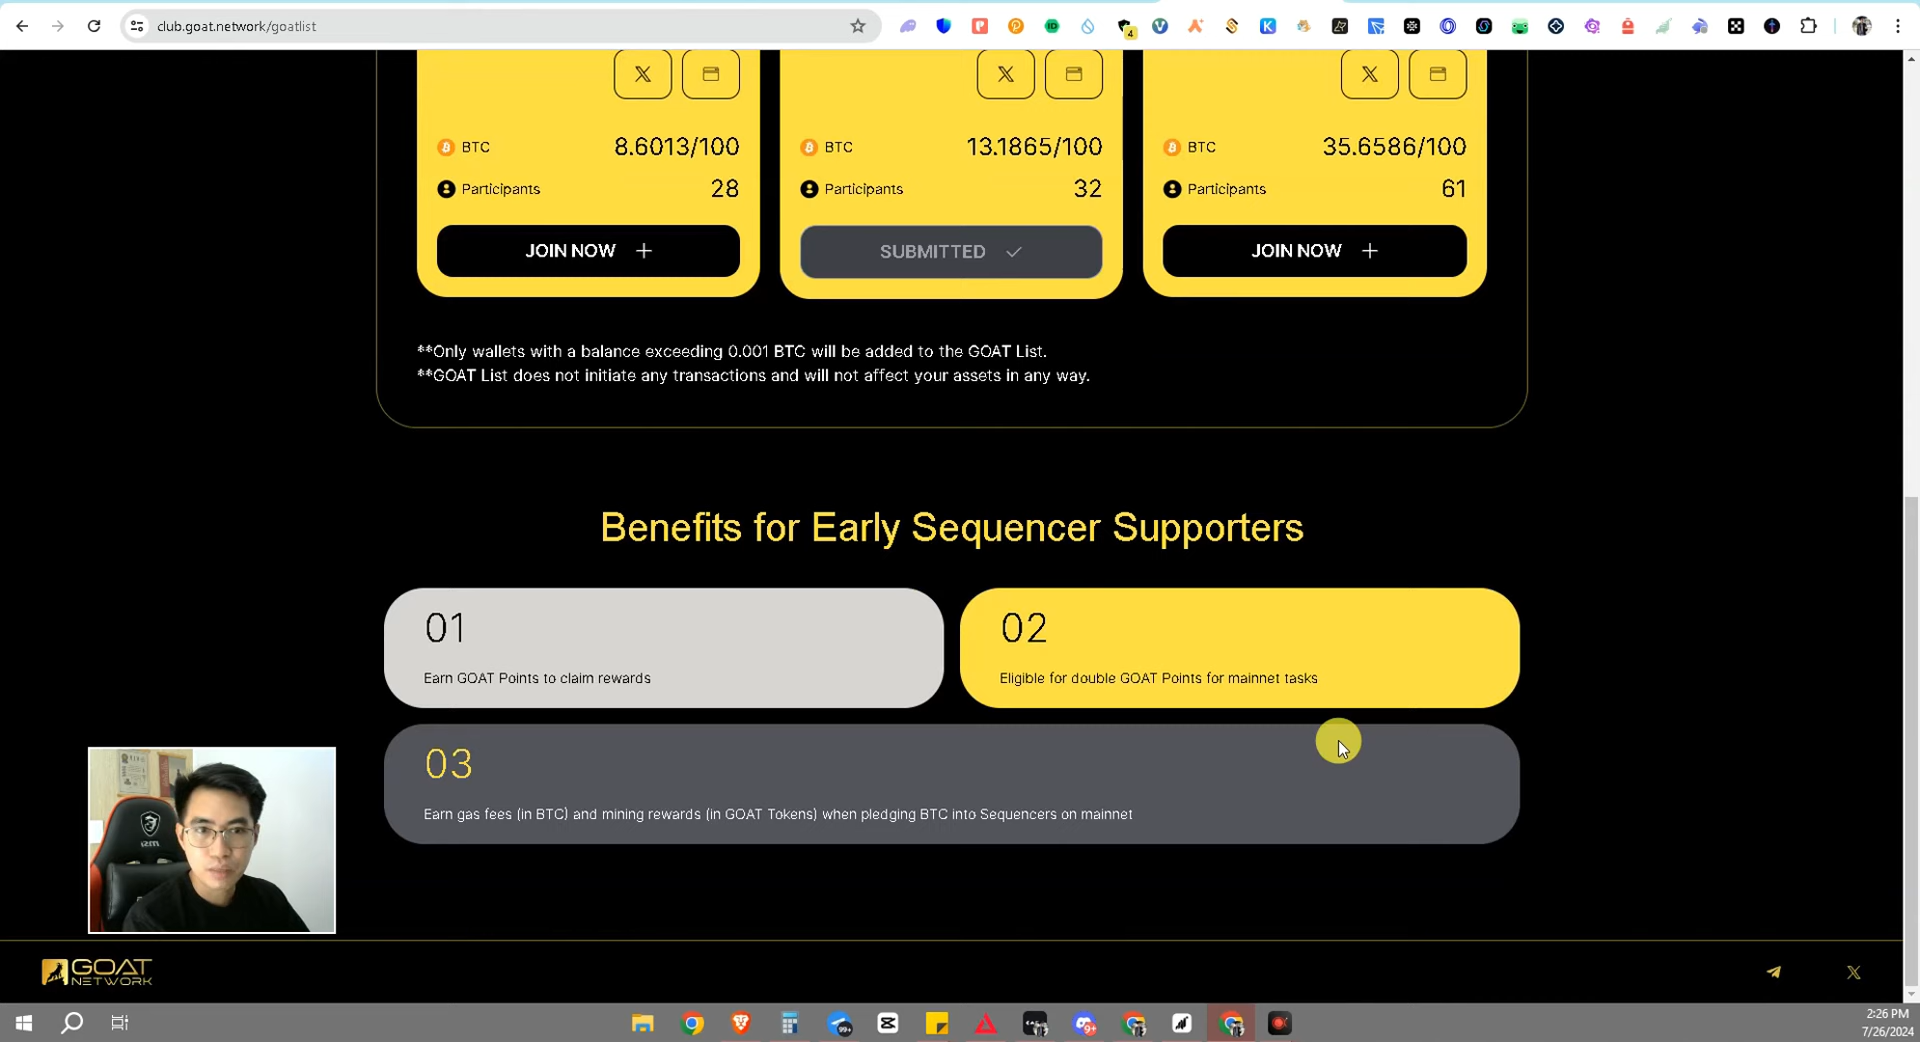 club.goat.network/goatlist
4
BTC
8.6013/100
Participants
28
JOIN NOW
BTC
13.1865/100
Participants
32
SUBMITTED
BTC
35.6586/100
Participants
61
JOIN NOW
**Only wallets with a balance exceeding 0.001 BTC will be added to the GOAT List.
**GOAT List does not initiate any transactions and will not affect your assets in any way.
Benefits for Early Sequencer Supporters
01
Earn GOAT Points to claim rewards
02
Eligible for double GOAT Points for mainnet tasks
03
Earn gas fees (in BTC) and mining rewards (in GOAT Tokens) when pledging BTC into Sequencers on mainnet
GOAT
NETWORK
99+
9+
2:26 PM
7/26/2024